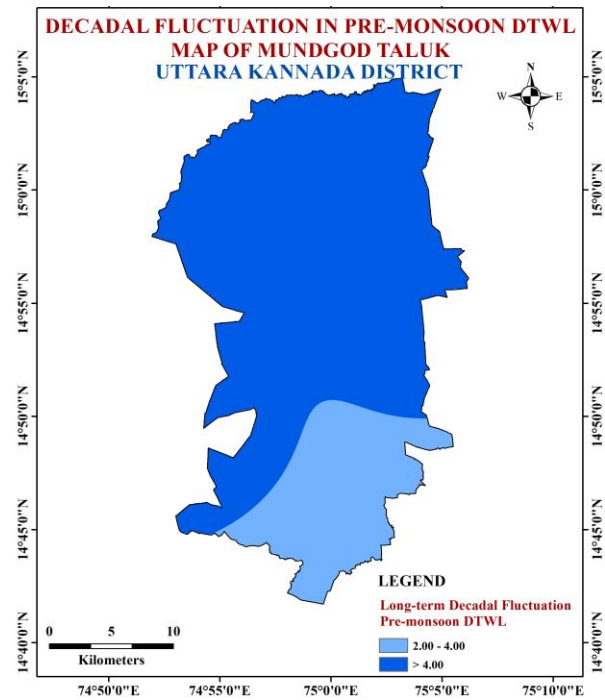 DECADAL FLUCTUATION IN PRE-MONSOON DTWL
MAP OF MUNDGOD TALUK
UTTARA KANNADA DISTRICT
N
W E
S
15°5'0"N
15°0'0"N
14°55'0"N
14°50'0"N
14°45'0"N
14°40'0"N
15°5'0"N
15°0'0"N
14°55'0"N
14°50'0"N
14°45'0"N
14°40'0"N
LEGEND
Long-term Decadal Fluctuation
Pre-monsoon DTWL
2.00 - 4.00
> 4.00
0 5 10
Kilometers
74°50'0"E 74°55'0"E 75°0'0"E 75°5'0"E 75°10'0"E